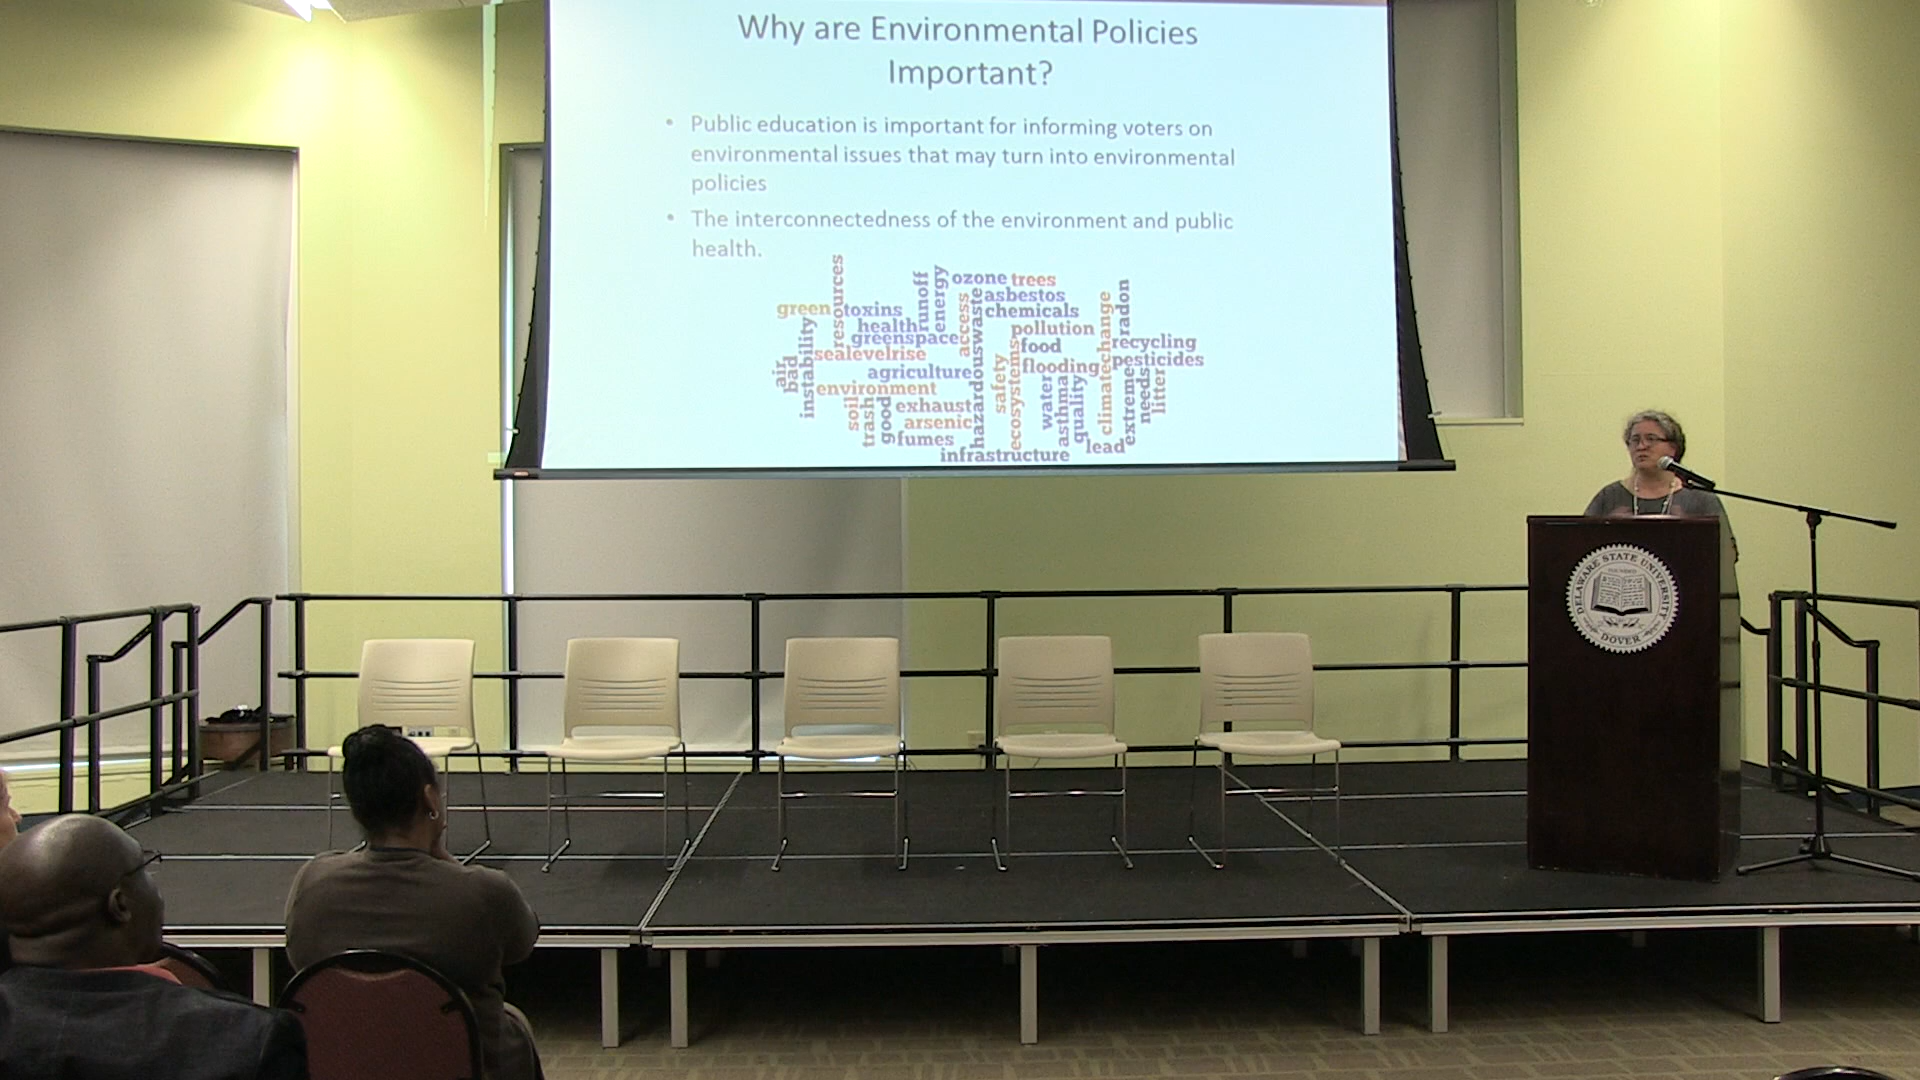 Why are Environmental Policies
Important?
• Public education is important for informing voters on
environmental issues that may turn into environmental
policies
• The interconnectedness of the environment and public
health.
resources
runoff
energy
ozone trees
asbestos
green toxins
access
chemicals
climatechange
radon
health
pollution
greenspace
food
recycling
instability
sealevelrise
hazardouswaste
safety
ecosystems
flooding
pesticides
air
bad
agriculture
water
asthma
quality
extreme
needs
litter
environment
soil
trash
good
exhaust
arsenic
fumes
lead
infrastructure
DELAWARE STATE UNIVERSITY
DOVER